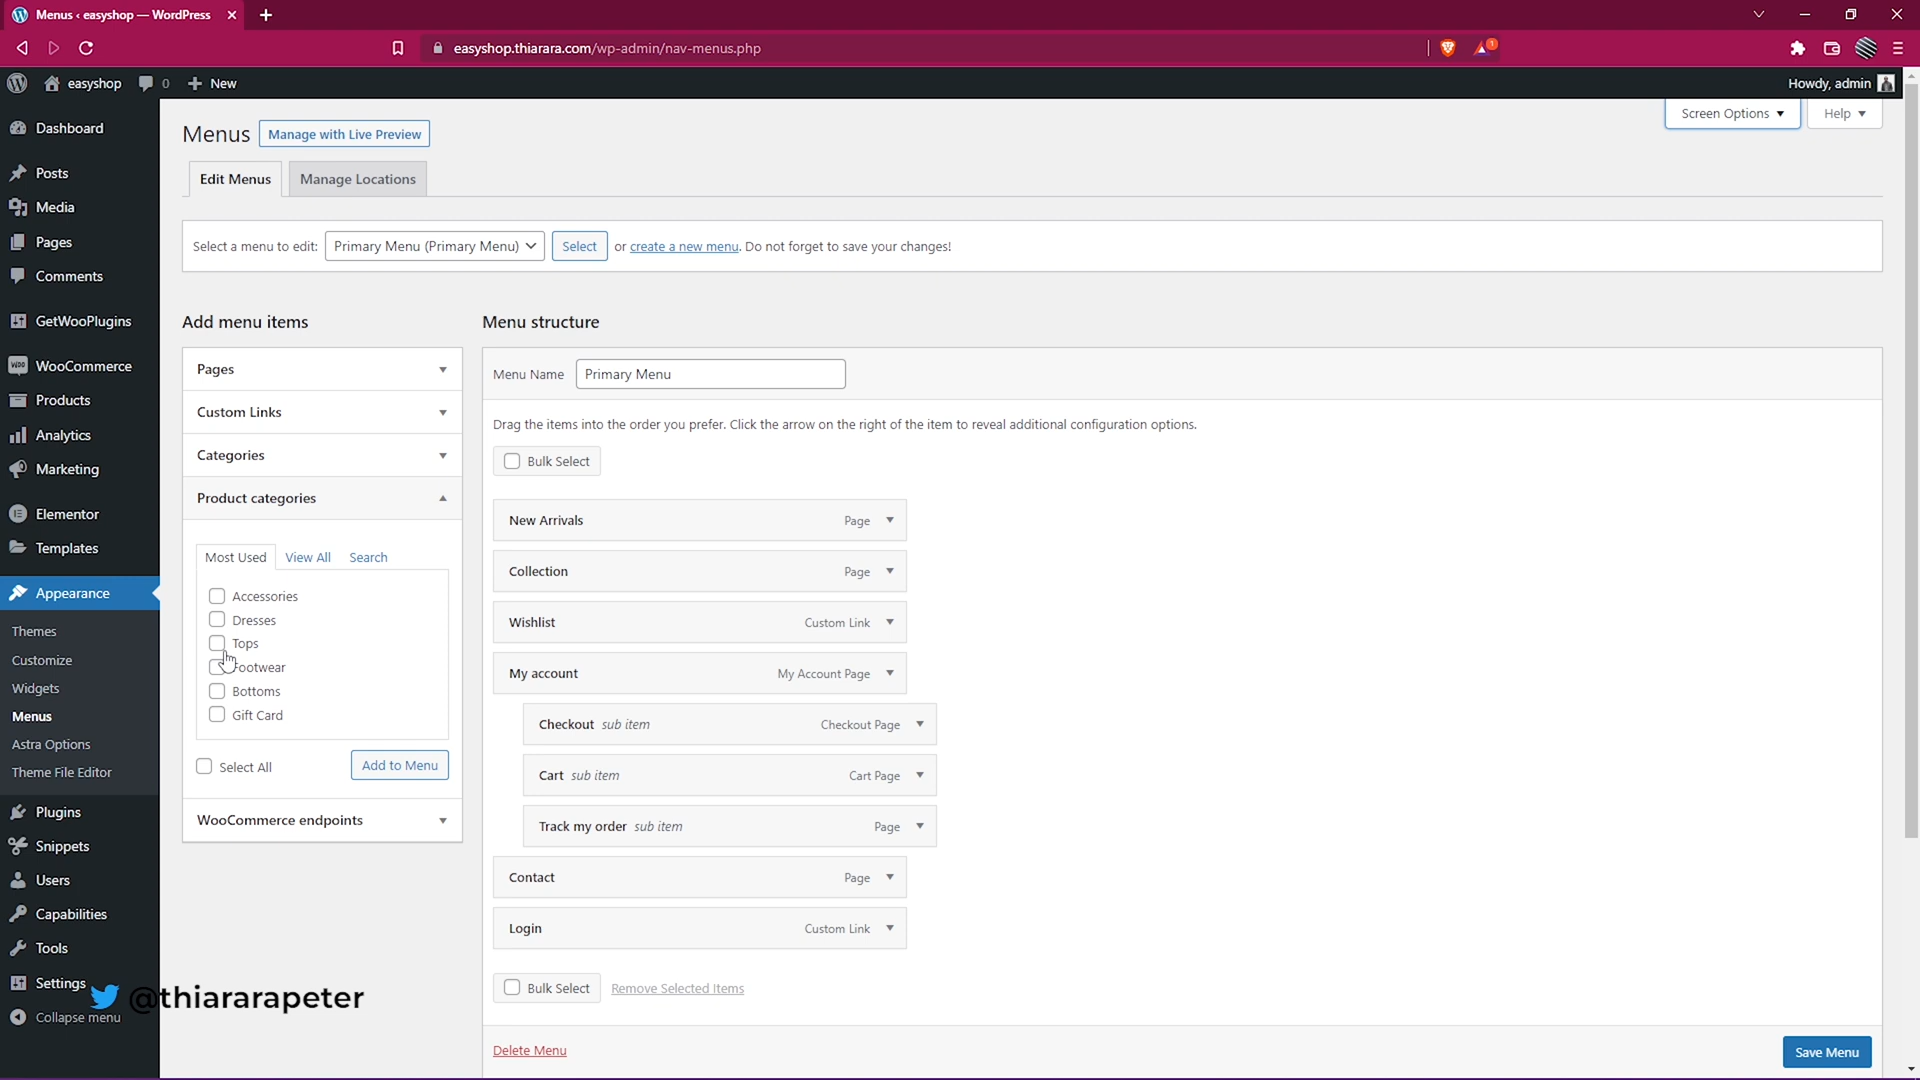 Menus ‹ easyshop — WordPress
easyshop.thiarara.com/wp-admin/nav-menus.php
1
easyshop
0
New
Howdy, admin
Dashboard
Posts
Media
Pages
Comments
GetWooPlugins
WooCommerce
Products
Analytics
Marketing
Elementor
Templates
Appearance
Themes
Customize
Widgets
Menus
Astra Options
Theme File Editor
Plugins
Snippets
Users
Capabilities
Tools
Settings
Collapse menu
@thiararapeter
Menus
Manage with Live Preview
Screen Options
Help
Edit Menus
Manage Locations
Select a menu to edit:
Primary Menu (Primary Menu)
Select
or create a new menu. Do not forget to save your changes!
Add menu items
Pages
Custom Links
Categories
Product categories
Most Used
View All
Search
Accessories
Dresses
Tops
Footwear
Bottoms
Gift Card
Select All
Add to Menu
WooCommerce endpoints
Menu structure
Menu Name
Primary Menu
Drag the items into the order you prefer. Click the arrow on the right of the item to reveal additional configuration options.
Bulk Select
New Arrivals
Page
Collection
Page
Wishlist
Custom Link
My account
My Account Page
Checkout sub item
Checkout Page
Cart sub item
Cart Page
Track my order sub item
Page
Contact
Page
Login
Custom Link
Bulk Select
Remove Selected Items
Delete Menu
Save Menu